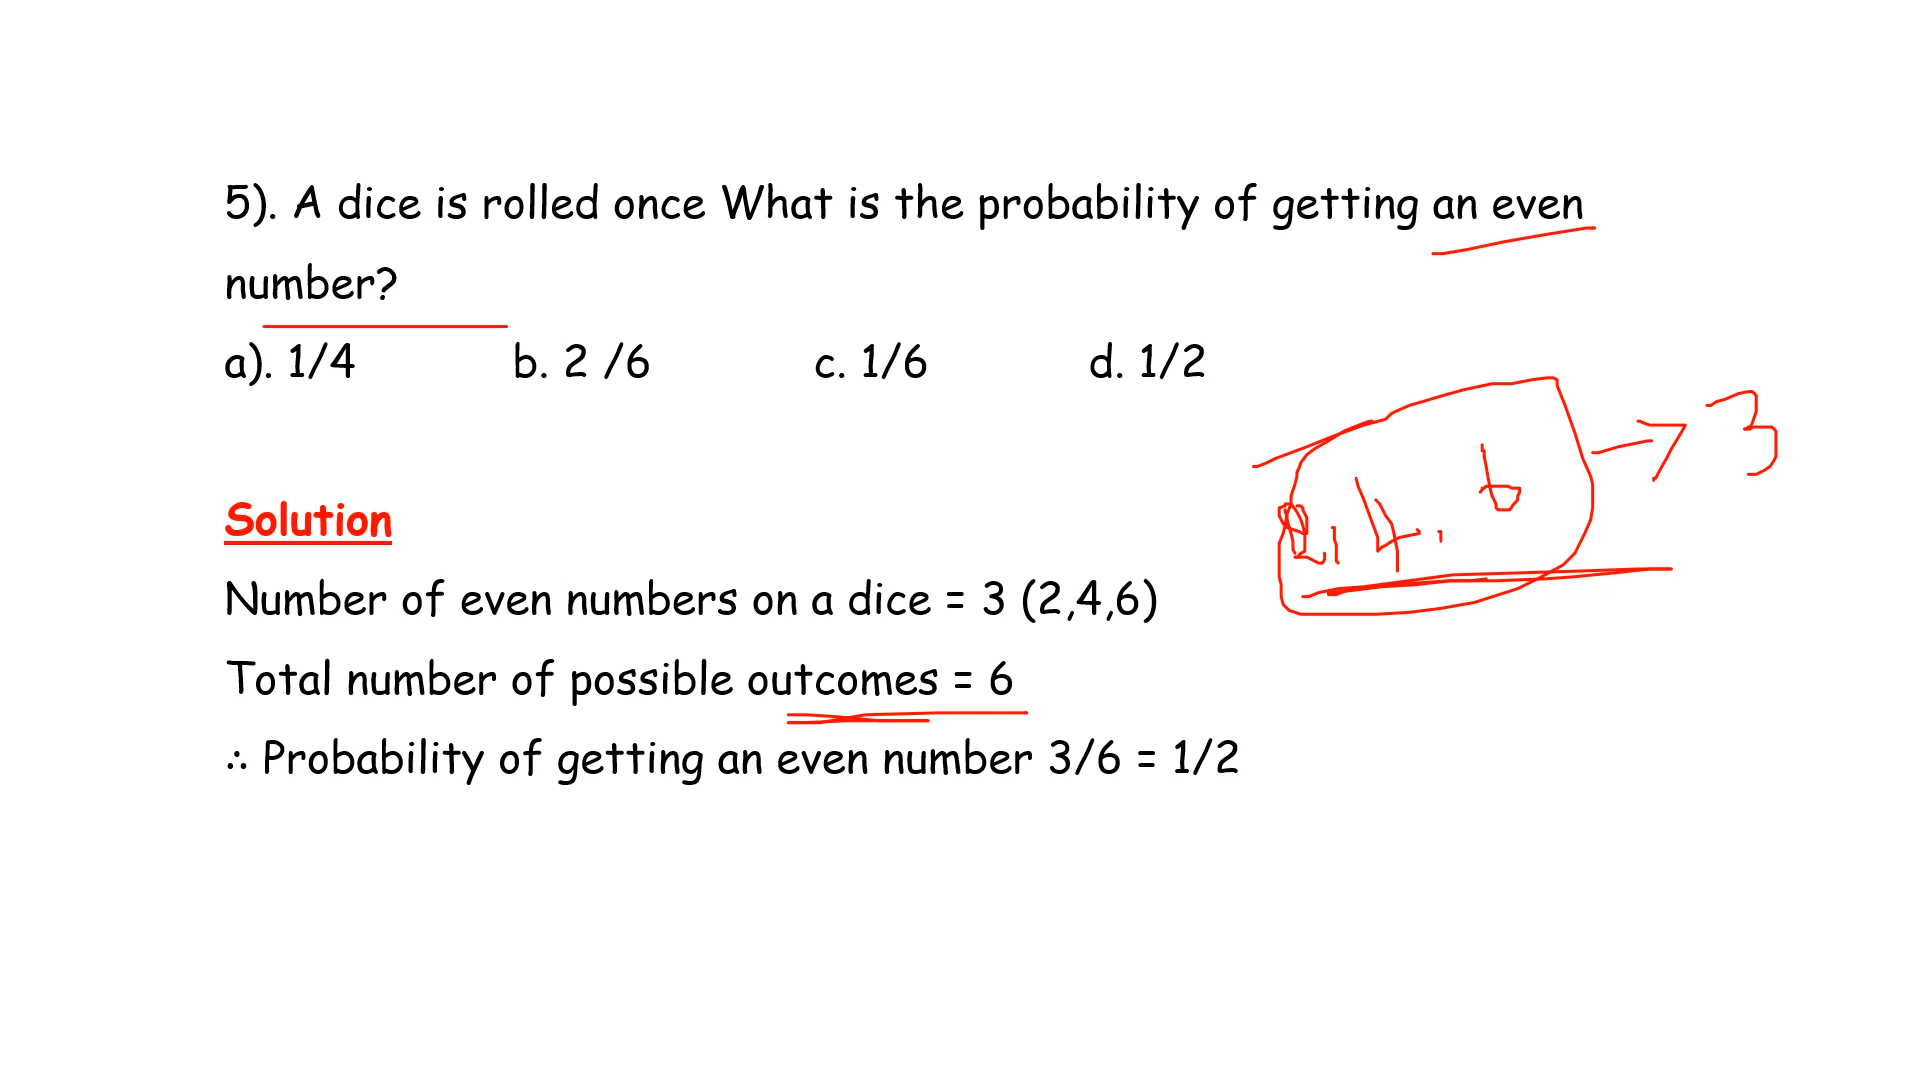 5). A dice is rolled once What is the probability of getting an even
number?
a). 1/4 b. 2 /6 c. 1/6 d. 1/2
2, 4, 6 → 3
Solution
Number of even numbers on a dice = 3 (2,4,6)
Total number of possible outcomes = 6
∴ Probability of getting an even number 3/6 = 1/2